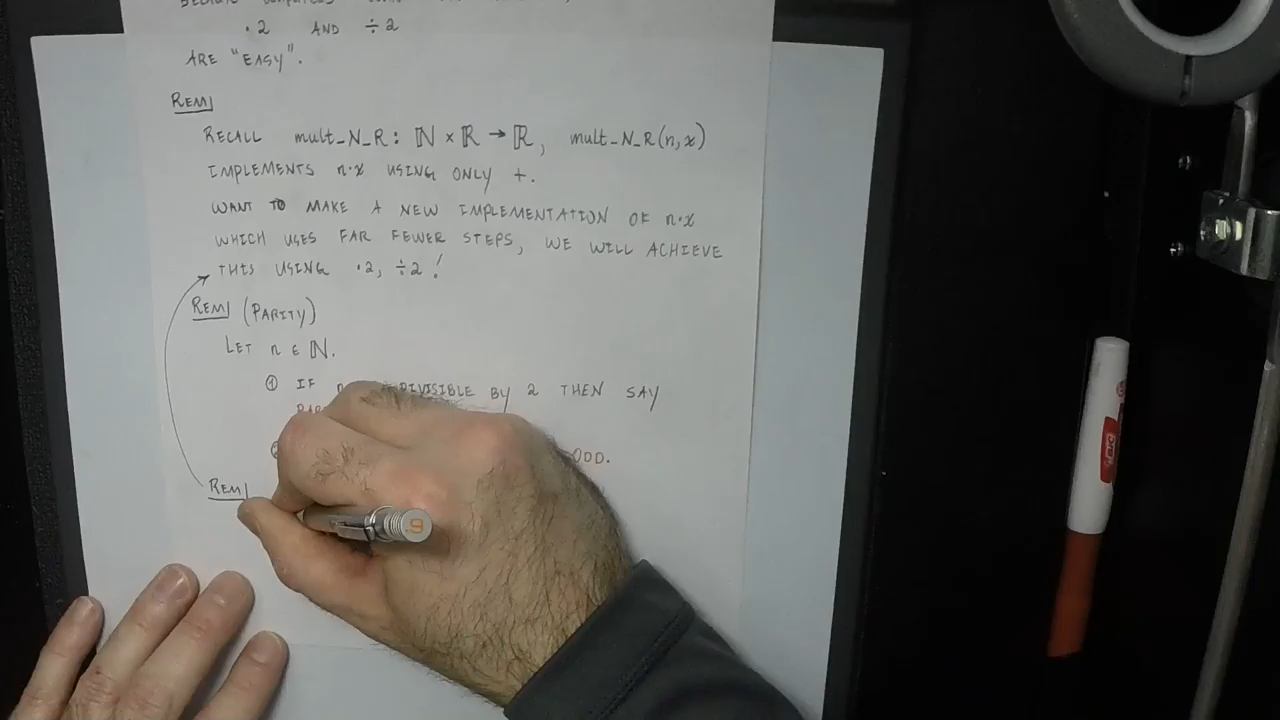 · 2 AND ÷ 2
ARE "EASY".
REM
RECALL mult_N_R: ℕ × ℝ → ℝ, mult_N_R(n,x)
IMPLEMENTS n·x USING ONLY +.
WANT TO MAKE A NEW IMPLEMENTATION OF n·x
WHICH USES FAR FEWER STEPS, WE WILL ACHIEVE
THIS USING ·2, ÷2!
REM (PARITY)
LET n ∈ ℕ.
① IF DIVISIBLE BY 2 THEN SAY
ODD.
REM
BIC